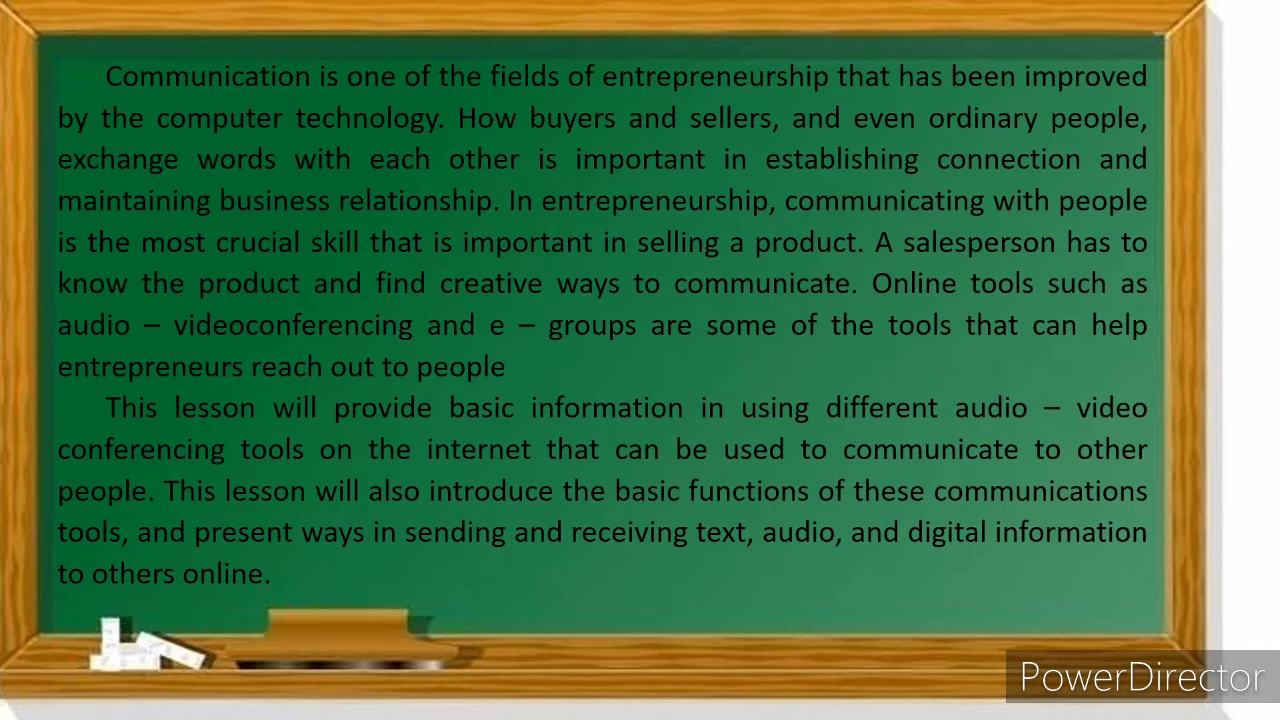 Communication is one of the fields of entrepreneurship that has been improved
by the computer technology. How buyers and sellers, and even ordinary people,
exchange words with each other is important in establishing connection and
maintaining business relationship. In entrepreneurship, communicating with people
is the most crucial skill that is important in selling a product. A salesperson has to
know the product and find creative ways to communicate. Online tools such as
audio – videoconferencing and e – groups are some of the tools that can help
entrepreneurs reach out to people
This lesson will provide basic information in using different audio – video
conferencing tools on the internet that can be used to communicate to other
people. This lesson will also introduce the basic functions of these communications
tools, and present ways in sending and receiving text, audio, and digital information
to others online.
PowerDirector